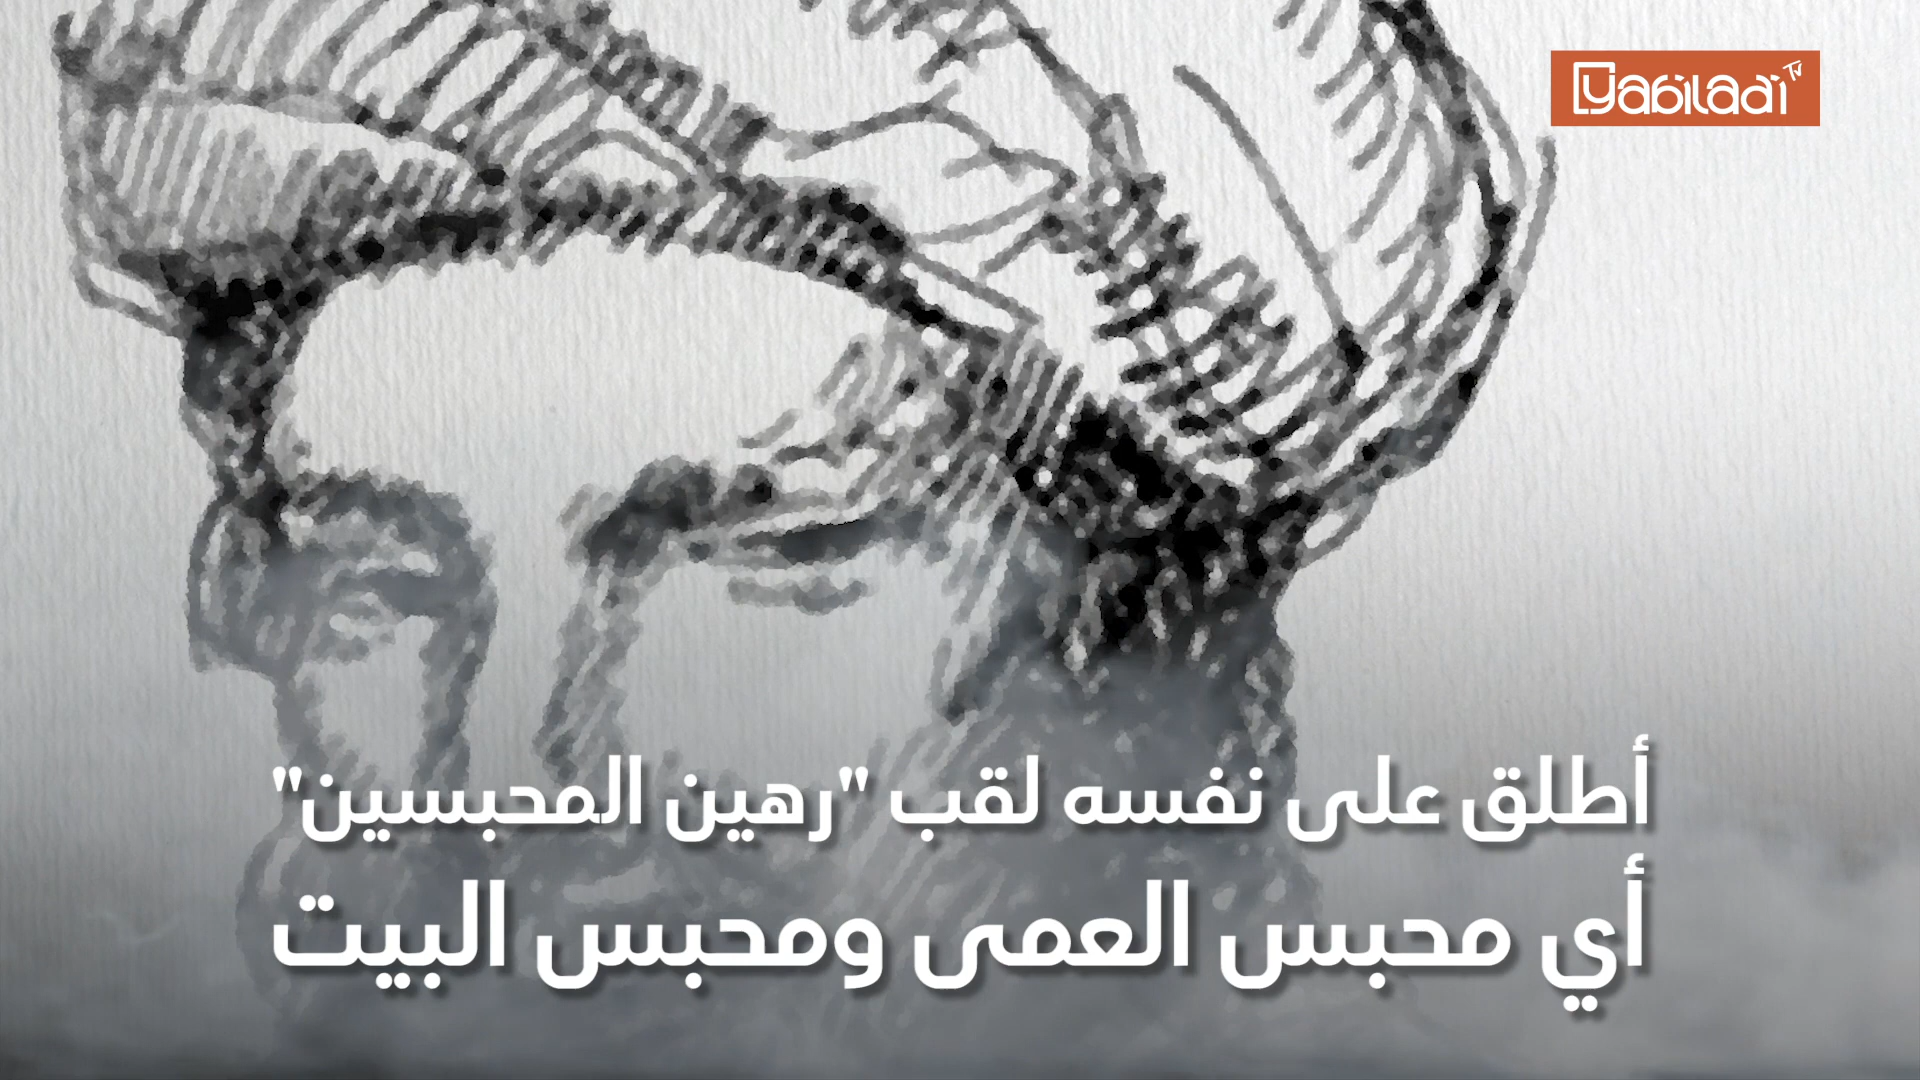 Yabiladi TV
أطلق على نفسه لقب "رهين المحبسين"
أي محبس العمى ومحبس البيت